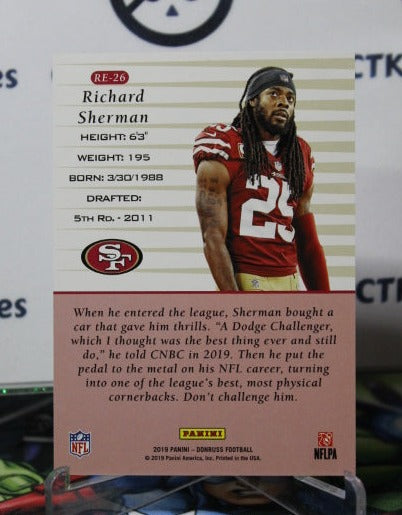 CTK
RE-26
Richard
Sherman
HEIGHT: 6'3"
WEIGHT: 195
BORN: 3/30/1988
DRAFTED:
5TH RD. - 2011
SF
25
When he entered the league, Sherman bought a
car that gave him thrills. "A Dodge Challenger,
which I thought was the best thing ever and still
do," he told CNBC in 2019. Then he put the
pedal to the metal on his NFL career, turning
into one of the league's best, most physical
cornerbacks. Don't challenge him.
NFL
PANINI
2019 PANINI - DONRUSS FOOTBALL
© 2019 Panini America, Inc. Printed in the USA.
NFLPA